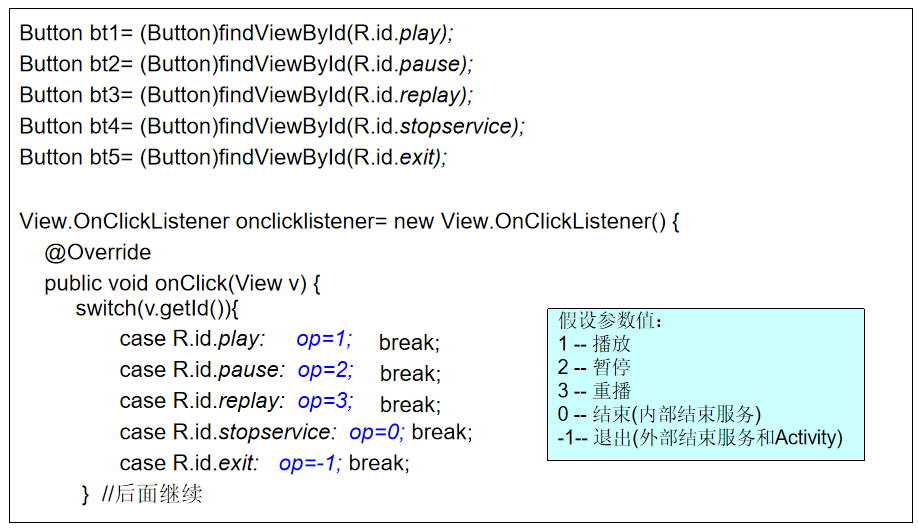 Button bt1= (Button)findViewById(R.id.play);
Button bt2= (Button)findViewById(R.id.pause);
Button bt3= (Button)findViewById(R.id.replay);
Button bt4= (Button)findViewById(R.id.stopservice);
Button bt5= (Button)findViewById(R.id.exit);
View.OnClickListener onclicklistener= new View.OnClickListener() {
@Override
public void onClick(View v) {
switch(v.getId()){
case R.id.play: op=1; break;
case R.id.pause: op=2; break;
case R.id.replay: op=3; break;
case R.id.stopservice: op=0; break;
case R.id.exit: op=-1; break;
} //后面继续
假设参数值：
1 -- 播放
2 -- 暂停
3 -- 重播
0 -- 结束(内部结束服务)
-1-- 退出(外部结束服务和Activity)